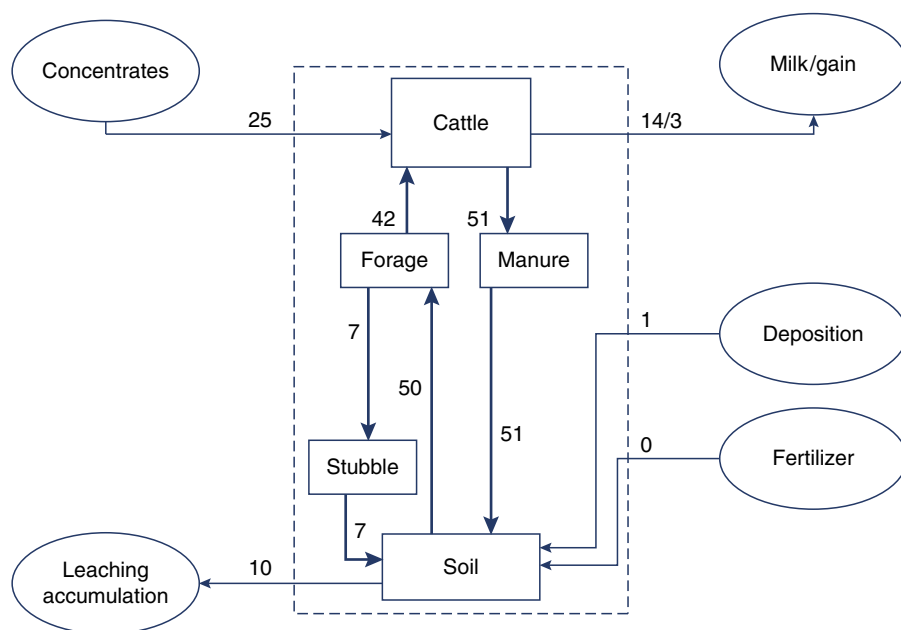 Concentrates
Milk/gain
25
Cattle
14/3
42
51
Forage
Manure
7
1
Deposition
50
51
0
Stubble
Fertilizer
7
10
Soil
Leaching
accumulation